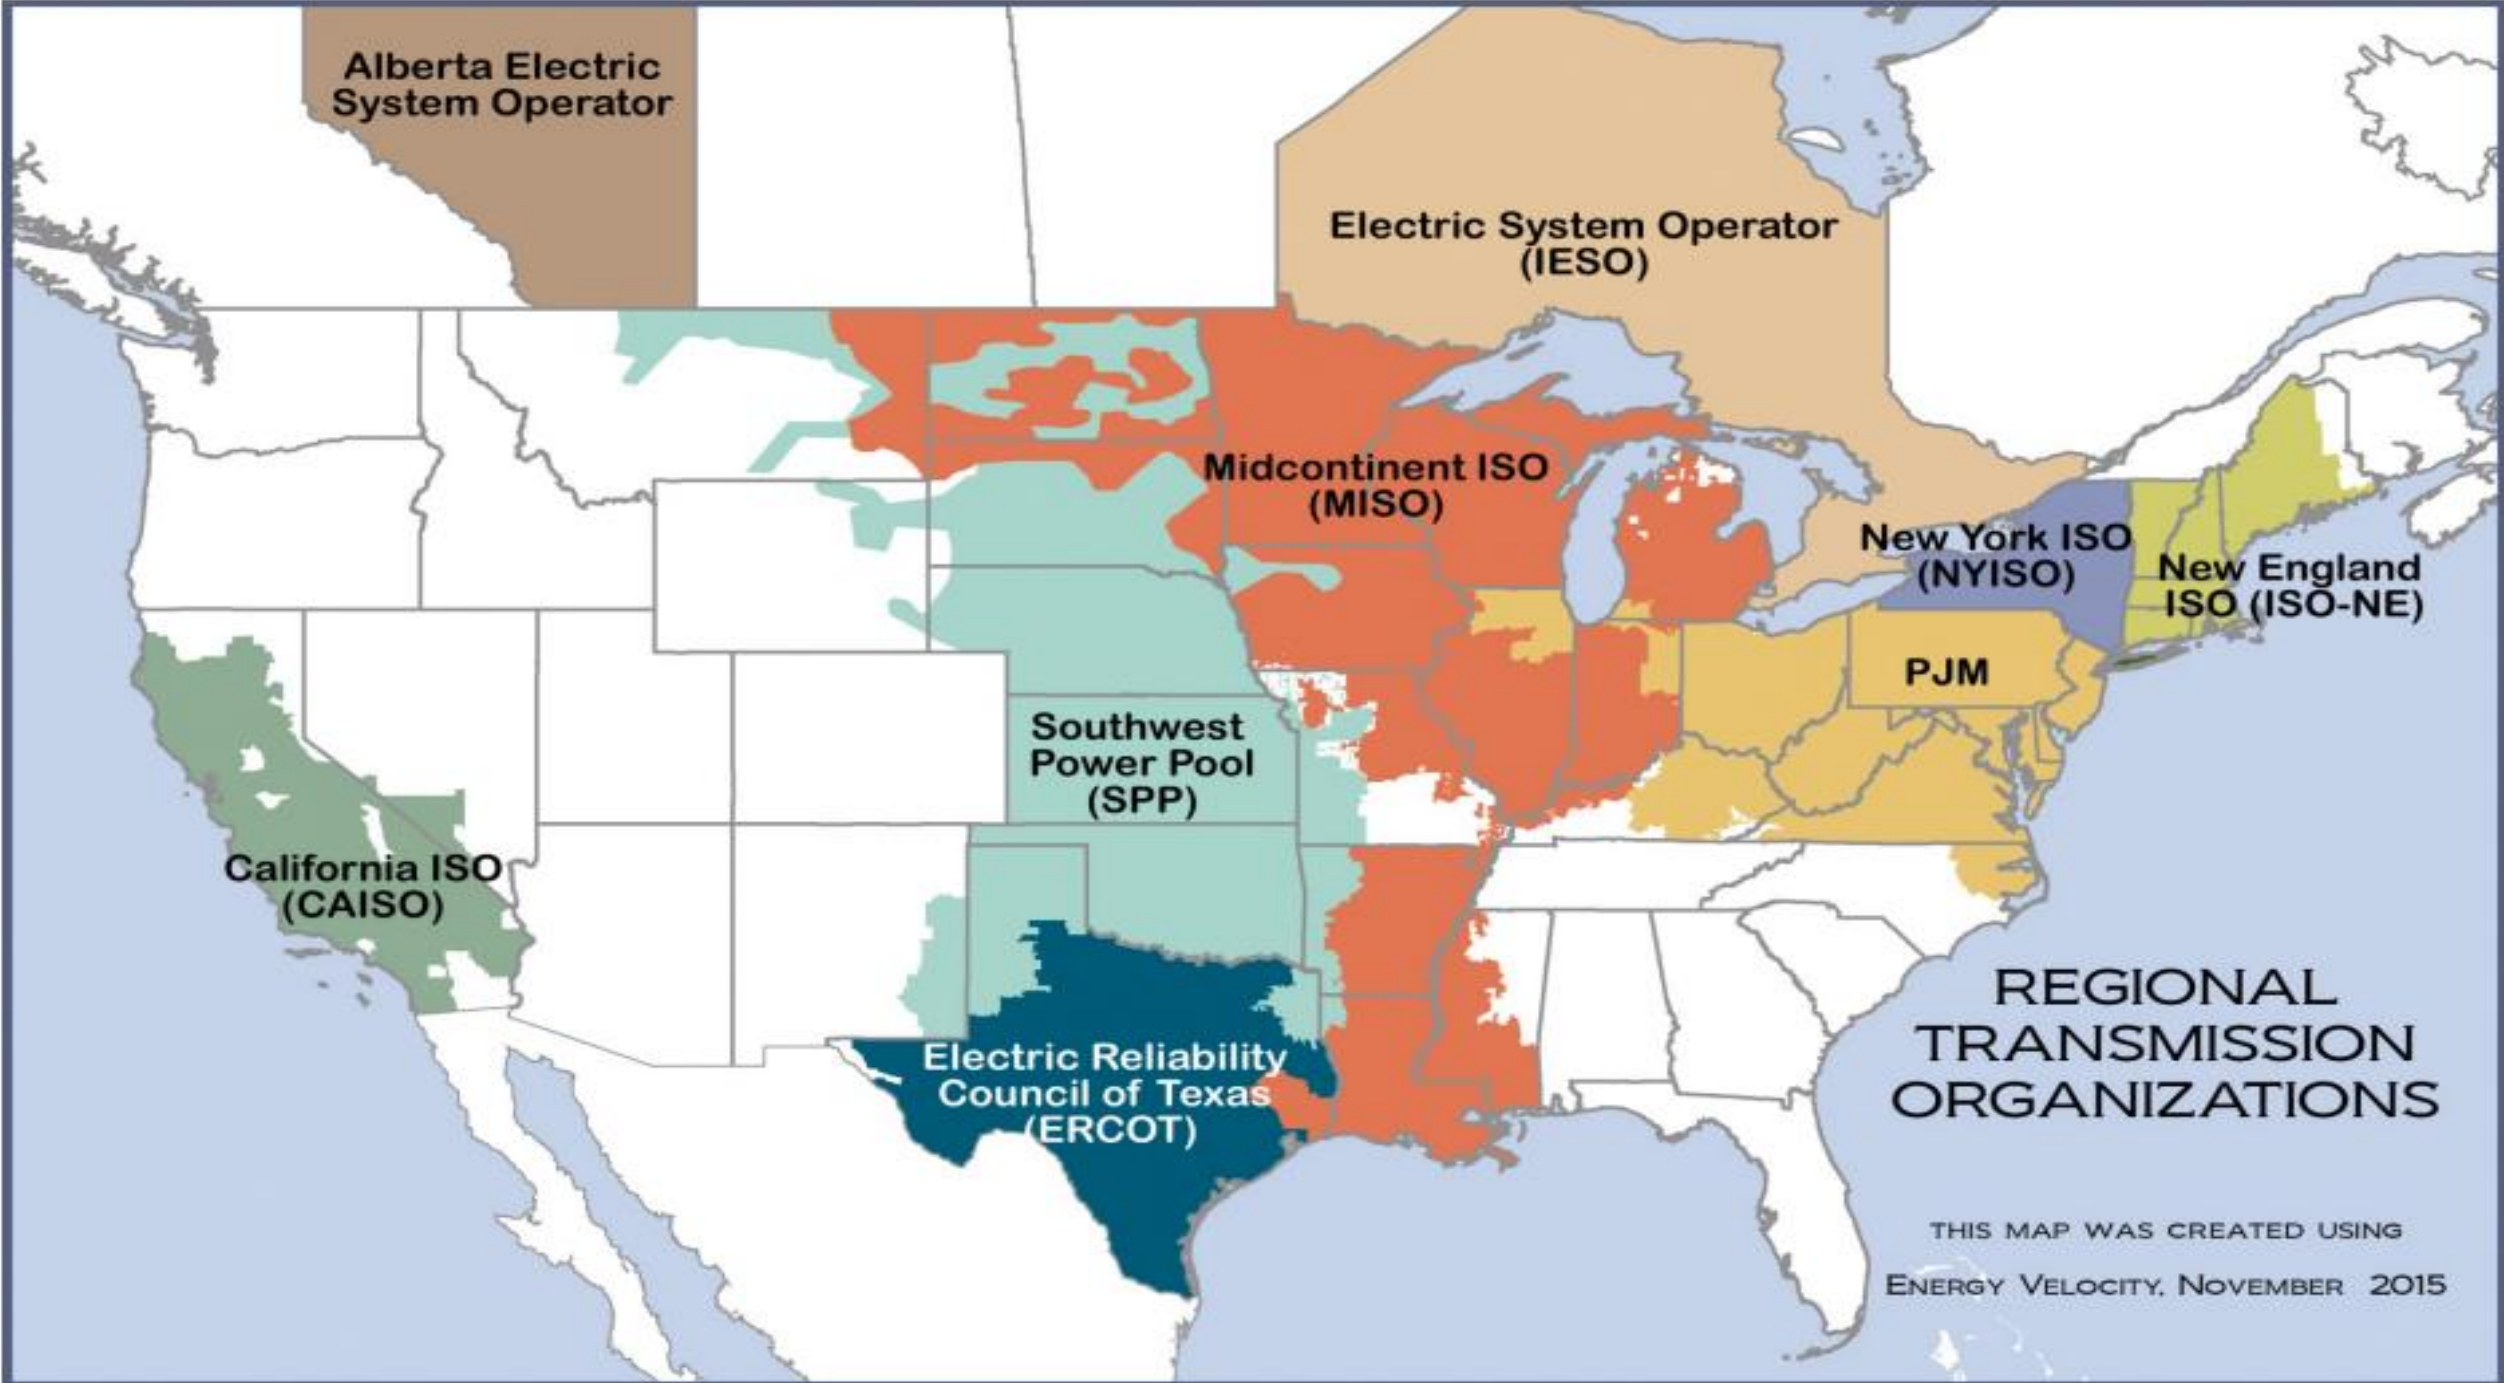 Alberta Electric
System Operator
Electric System Operator
(IESO)
Midcontinent ISO
(MISO)
New York ISO
(NYISO)
New England
ISO (ISO-NE)
PJM
Southwest
Power Pool
(SPP)
California ISO
(CAISO)
Electric Reliability
Council of Texas
(ERCOT)
REGIONAL
TRANSMISSION
ORGANIZATIONS
THIS MAP WAS CREATED USING
ENERGY VELOCITY, NOVEMBER 2015